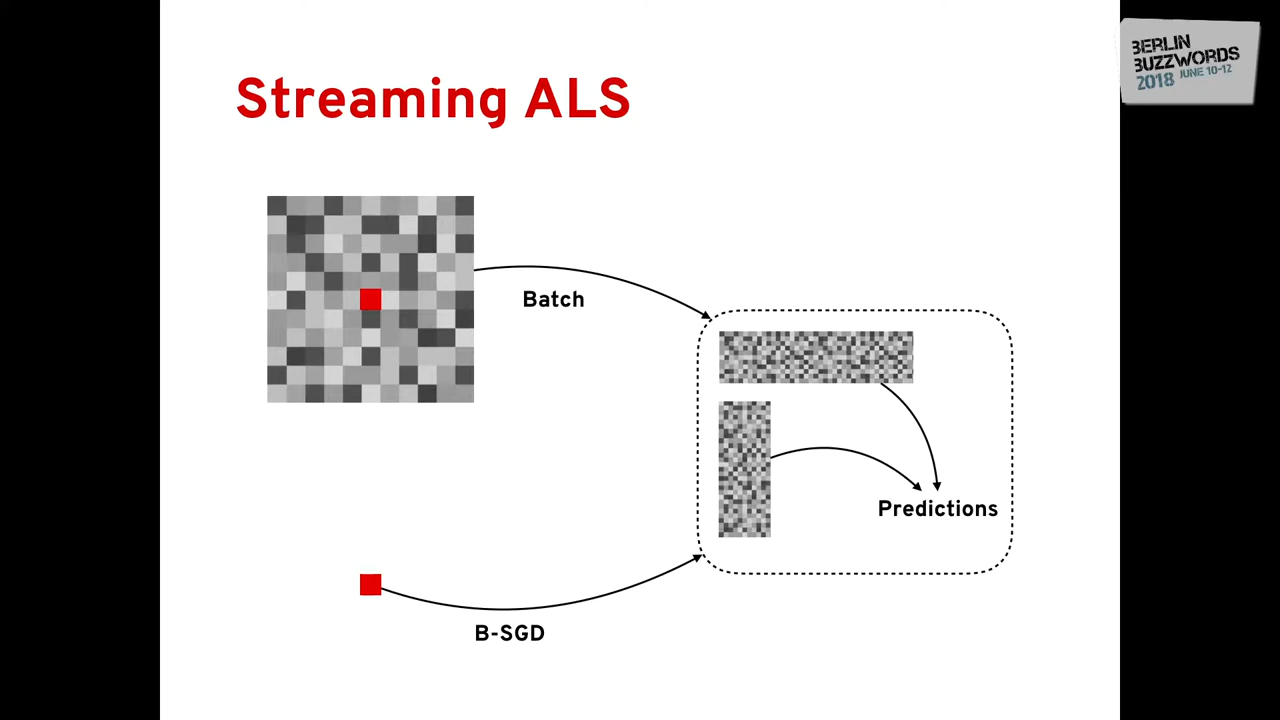 BERLIN
BUZZWORDS
2018 JUNE 10-12
Streaming ALS
Batch
Predictions
B-SGD